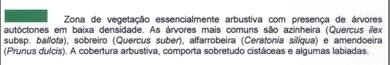 Zona de vegetação essencialmente arbustiva com presença de árvores
autóctones em baixa densidade. As árvores mais comuns são azinheira (Quercus ilex
subsp. ballota), sobreiro (Quercus suber), alfarrobeira (Ceratonia siliqua) e amendoeira
(Prunus dulcis). A cobertura arbustiva, comporta sobretudo cistáceas e algumas labiadas.